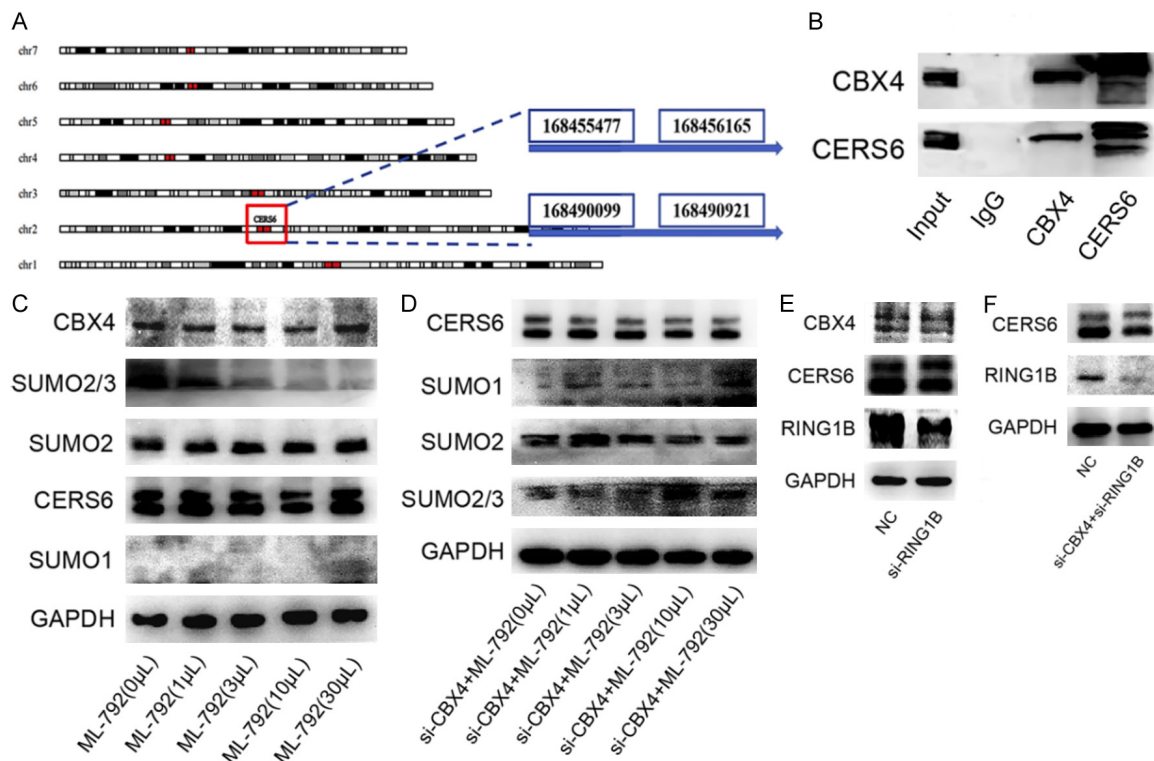 A
chr7
chr6
chr5
chr4
chr3
chr2
chr1
CERS6
168455477 168456165
168490099 168490921
B
CBX4
CERS6
Input IgG CBX4 CERS6
C
CBX4
SUMO2/3
SUMO2
CERS6
SUMO1
GAPDH
ML-792(0μL)
ML-792(1μL)
ML-792(3μL)
ML-792(10μL)
ML-792(30μL)
D
CERS6
SUMO1
SUMO2
SUMO2/3
GAPDH
si-CBX4+ML-792(0μL)
si-CBX4+ML-792(1μL)
si-CBX4+ML-792(3μL)
si-CBX4+ML-792(10μL)
si-CBX4+ML-792(30μL)
E
CBX4
CERS6
RING1B
GAPDH
NC
si-RING1B
F
CERS6
RING1B
GAPDH
NC
si-CBX4+si-RING1B